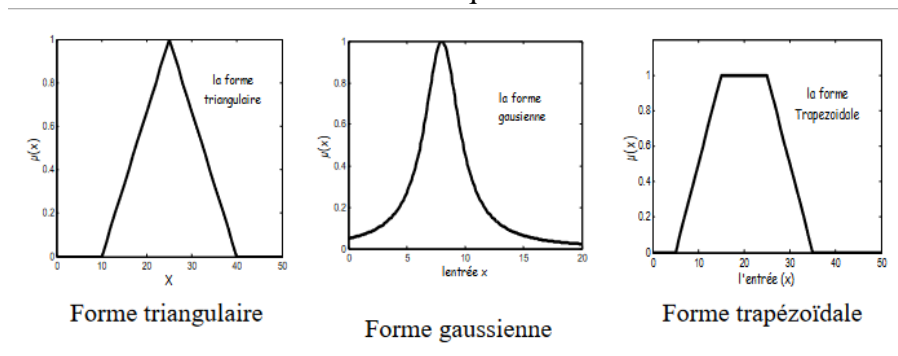 la forme
triangulaire
μ(x)
1
0.8
0.6
0.4
0.2
0
0 10 20 30 40 50
X
Forme triangulaire
la forme
gausienne
μ(x)
1
0.8
0.6
0.4
0.2
0
0 5 10 15 20
lentrée x
Forme gaussienne
la forme
Trapezoidale
μ(x)
1
0.8
0.6
0.4
0.2
0
0 10 20 30 40 50
l'entrée (x)
Forme trapézoïdale